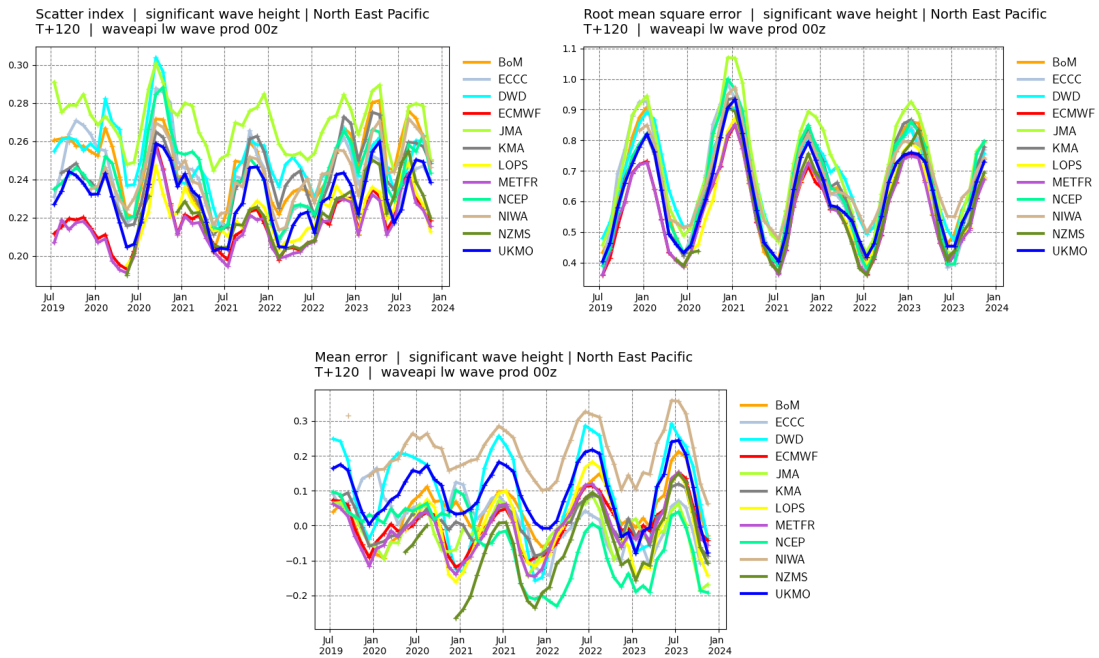 Scatter index | significant wave height | North East Pacific
T+120 | waveapi lw wave prod 00z
0.30
0.28
0.26
0.24
0.22
0.20
Jul 2019
Jan 2020
Jul 2020
Jan 2021
Jul 2021
Jan 2022
Jul 2022
Jan 2023
Jul 2023
Jan 2024
BoM
ECCC
DWD
ECMWF
JMA
KMA
LOPS
METFR
NCEP
NIWA
NZMS
UKMO
Root mean square error | significant wave height | North East Pacific
T+120 | waveapi lw wave prod 00z
1.1
1.0
0.9
0.8
0.7
0.6
0.5
0.4
Jul 2019
Jan 2020
Jul 2020
Jan 2021
Jul 2021
Jan 2022
Jul 2022
Jan 2023
Jul 2023
Jan 2024
BoM
ECCC
DWD
ECMWF
JMA
KMA
LOPS
METFR
NCEP
NIWA
NZMS
UKMO
Mean error | significant wave height | North East Pacific
T+120 | waveapi lw wave prod 00z
0.3
0.2
0.1
0.0
−0.1
−0.2
Jul 2019
Jan 2020
Jul 2020
Jan 2021
Jul 2021
Jan 2022
Jul 2022
Jan 2023
Jul 2023
Jan 2024
BoM
ECCC
DWD
ECMWF
JMA
KMA
LOPS
METFR
NCEP
NIWA
NZMS
UKMO